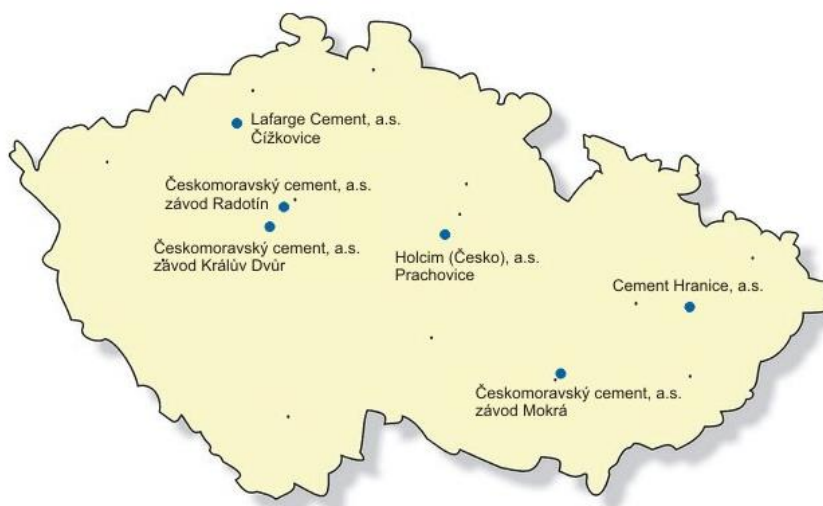 Lafarge Cement, a.s.
Čížkovice
Českomoravský cement, a.s.
závod Radotín
Českomoravský cement, a.s.
závod Králův Dvůr
Holcim (Česko), a.s.
Prachovice
Cement Hranice, a.s.
Českomoravský cement, a.s.
závod Mokrá